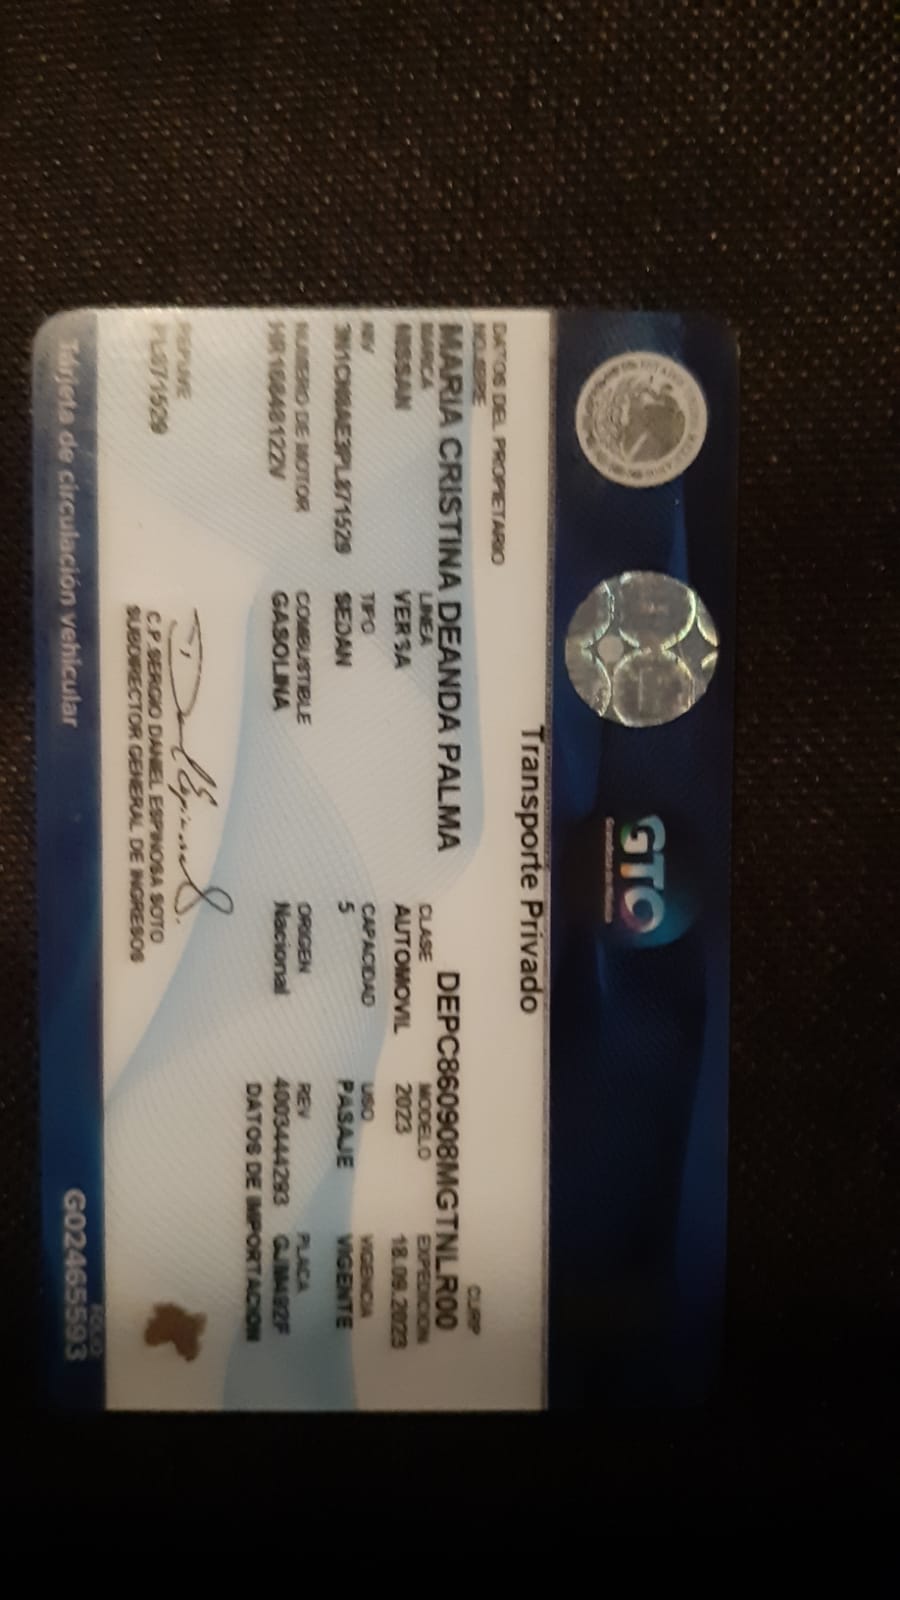 GTO
Transporte Privado
DATOS DEL PROPIETARIO
NOMBRE CURP
MARIA CRISTINA DEANDA PALMA DEPC860908MGTNLR00
MARCA LINEA CLASE MODELO EXPEDICION
NISSAN VERSA AUTOMOVIL 2023 18.09.2023
NIV TIPO CAPACIDAD USO VIGENCIA
3N1CN8AE3PL871529 SEDAN 5 PASAJE VIGENTE
NUMERO DE MOTOR COMBUSTIBLE ORIGEN REV PLACA
GASOLINA Nacional 4003444293
DATOS DE IMPORTACION
REPUVE
C.P. SERGIO DANIEL ESPINOSA SOTO
SUBDIRECTOR GENERAL DE INGRESOS
Tarjeta de circulación vehicular
FOLIO
G02465593